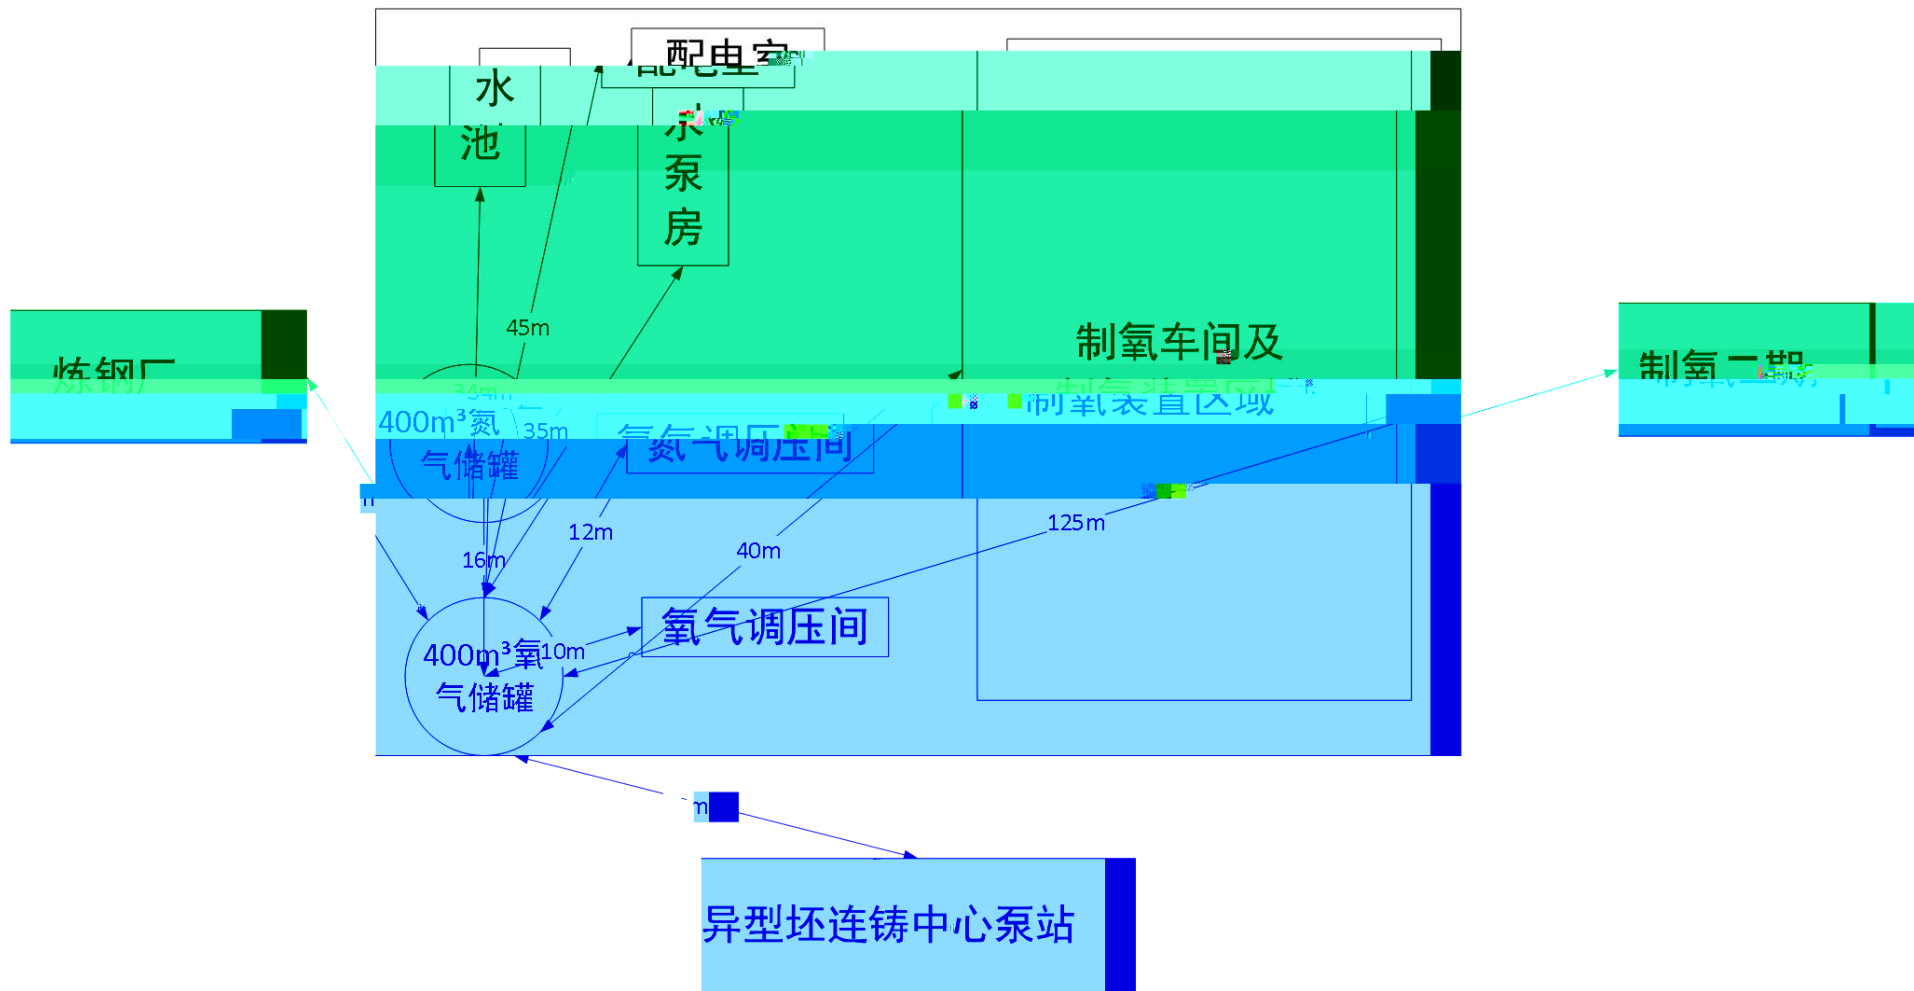 配电室
水
池
水
泵
房
45m
制氧车间及
制氧装置区域
炼钢厂
制氧二期
34m
400m³氮
气储罐
35m
氮气调压间
12m
16m
40m
125m
氧气调压间
400m³氧
气储罐
10m
m
异型坯连铸中心泵站